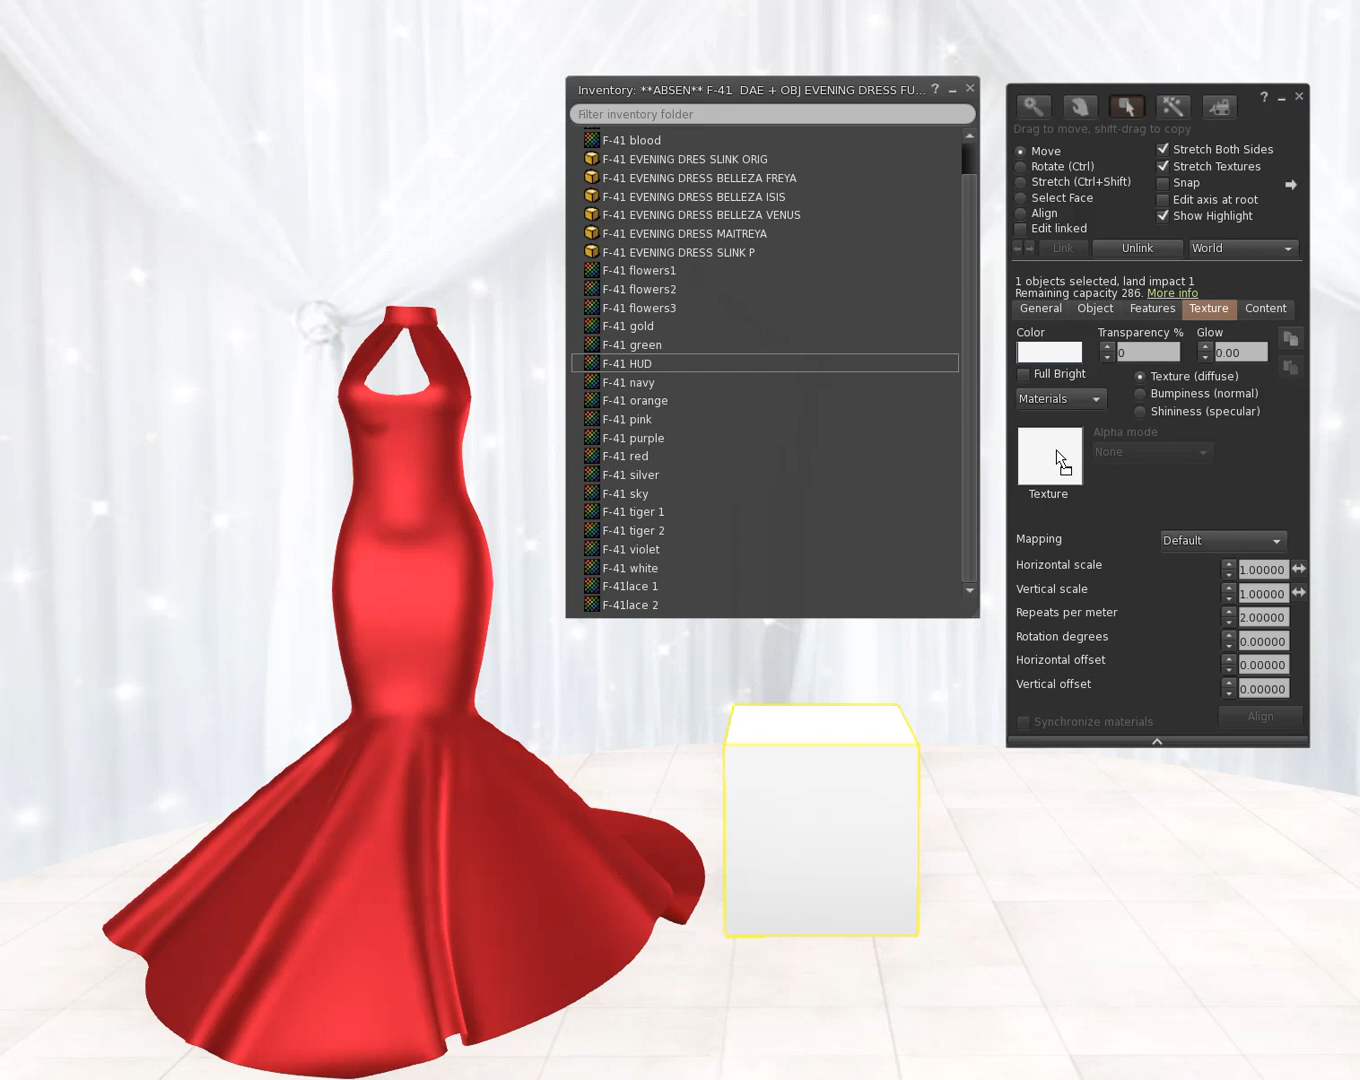 Inventory: **ABSEN** F-41 DAE + OBJ EVENING DRESS FU... ? _ ×
Filter inventory folder
F-41 blood
F-41 EVENING DRES SLINK ORIG
F-41 EVENING DRESS BELLEZA FREYA
F-41 EVENING DRESS BELLEZA ISIS
F-41 EVENING DRESS BELLEZA VENUS
F-41 EVENING DRESS MAITREYA
F-41 EVENING DRESS SLINK P
F-41 flowers1
F-41 flowers2
F-41 flowers3
F-41 gold
F-41 green
F-41 HUD
F-41 navy
F-41 orange
F-41 pink
F-41 purple
F-41 red
F-41 silver
F-41 sky
F-41 tiger 1
F-41 tiger 2
F-41 violet
F-41 white
F-41lace 1
F-41lace 2
? _ ×
Drag to move, shift-drag to copy
Move
Rotate (Ctrl)
Stretch (Ctrl+Shift)
Select Face
Align
Edit linked
Stretch Both Sides
Stretch Textures
Snap
Edit axis at root
Show Highlight
Link Unlink World
1 objects selected, land impact 1
Remaining capacity 286. More info
General Object Features Texture Content
Color Transparency % Glow
0 0.00
Full Bright
Texture (diffuse)
Materials
Bumpiness (normal)
Shininess (specular)
Alpha mode
None
Texture
Mapping Default
Horizontal scale 1.00000
Vertical scale 1.00000
Repeats per meter 2.00000
Rotation degrees 0.00000
Horizontal offset 0.00000
Vertical offset 0.00000
Synchronize materials Align